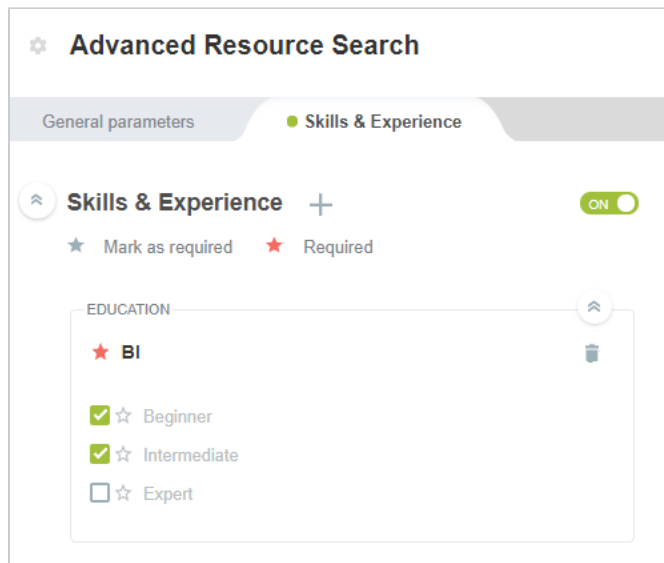 Advanced Resource Search
General parameters
Skills & Experience
Skills & Experience
ON
Mark as required
Required
EDUCATION
BI
Beginner
Intermediate
Expert